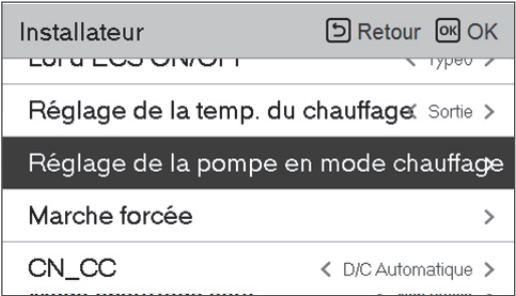 Installateur Retour OK OK
Réglage de la temp. du chauffage Sortie
Réglage de la pompe en mode chauffage
Marche forcée
CN_CC D/C Automatique